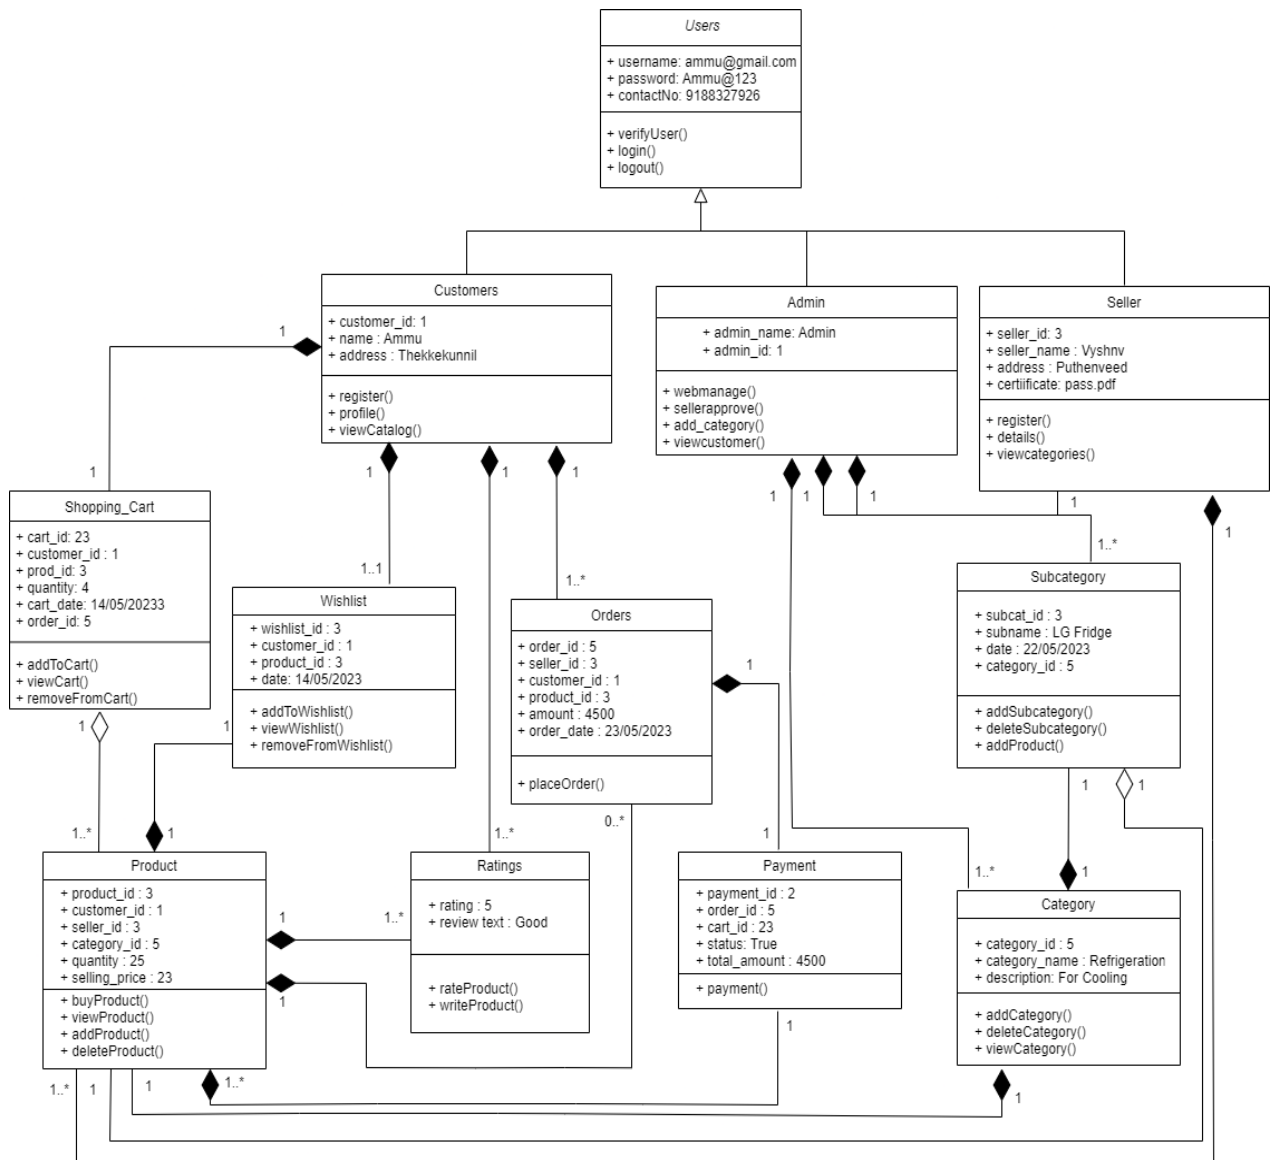 Users
+ username: ammu@gmail.com
+ password: Ammu@123
+ contactNo: 9188327926
+ verifyUser()
+ login()
+ logout()
Customers
+ customer_id: 1
+ name : Ammu
+ address : Thekkekunnil
+ register()
+ profile()
+ viewCatalog()
Admin
+ admin_name: Admin
+ admin_id: 1
+ webmanage()
+ sellerapprove()
+ add_category()
+ viewcustomer()
Seller
+ seller_id: 3
+ seller_name : Vyshnv
+ address : Puthenveed
+ certiificate: pass.pdf
+ register()
+ details()
+ viewcategories()
1
1
1
1
1
1
1
1
1
1
Shopping_Cart
+ cart_id: 23
+ customer_id : 1
+ prod_id: 3
+ quantity: 4
+ cart_date: 14/05/20233
+ order_id: 5
+ addToCart()
+ viewCart()
+ removeFromCart()
1..1
Wishlist
+ wishlist_id : 3
+ customer_id : 1
+ product_id : 3
+ date: 14/05/2023
+ addToWishlist()
+ viewWishlist()
+ removeFromWishlist()
1..*
Orders
+ order_id : 5
+ seller_id : 3
+ customer_id : 1
+ product_id : 3
+ amount : 4500
+ order_date : 23/05/2023
+ placeOrder()
1..*
Subcategory
+ subcat_id : 3
+ subname : LG Fridge
+ date : 22/05/2023
+ category_id : 5
+ addSubcategory()
+ deleteSubcategory()
+ addProduct()
1
1
1
1
1
1..*
1
1..*
0..*
1
1..*
1
Product
+ product_id : 3
+ customer_id : 1
+ seller_id : 3
+ category_id : 5
+ quantity : 25
+ selling_price : 23
+ buyProduct()
+ viewProduct()
+ addProduct()
+ deleteProduct()
1
1..*
1
Ratings
+ rating : 5
+ review text : Good
+ rateProduct()
+ writeProduct()
Payment
+ payment_id : 2
+ order_id : 5
+ cart_id : 23
+ status: True
+ total_amount : 4500
+ payment()
Category
+ category_id : 5
+ category_name : Refrigeration
+ description: For Cooling
+ addCategory()
+ deleteCategory()
+ viewCategory()
1..*
1
1
1..*
1
1